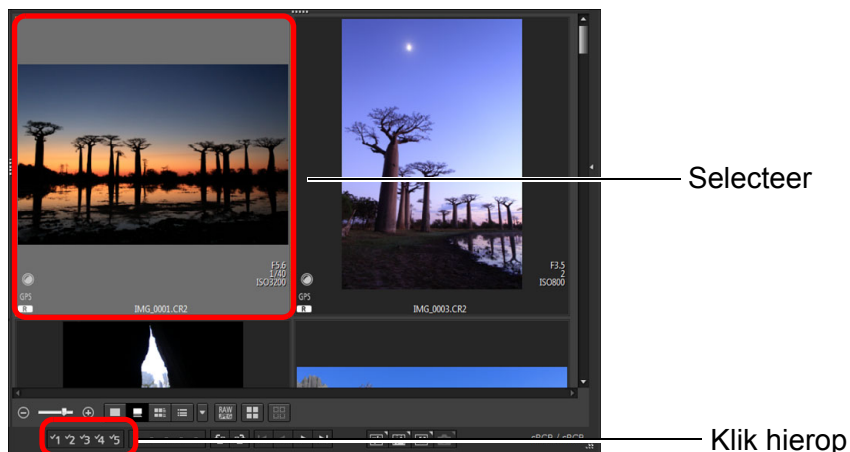 F5.6
1/40
ISO3200
GPS
R
IMG_0001.CR2
F3.5
2
ISO800
GPS
R
IMG_0003.CR2
Selecteer
RAW
1 2 3 4 5
Klik hierop